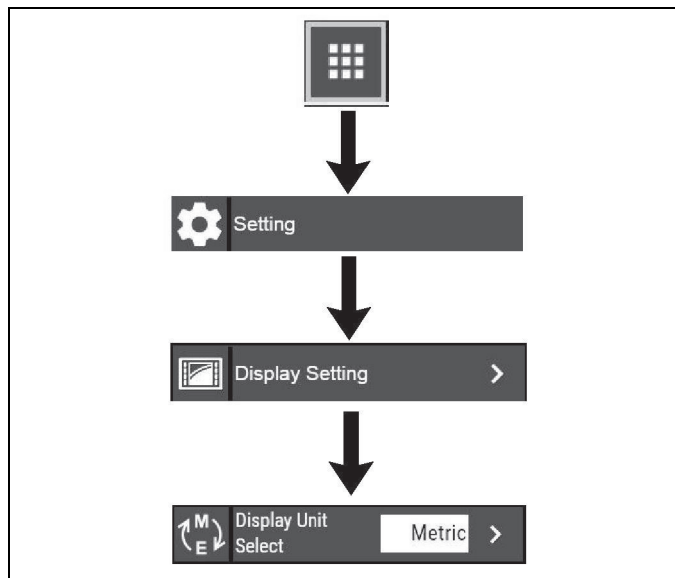 Setting
Display Setting
M
E
Display Unit
Select
Metric